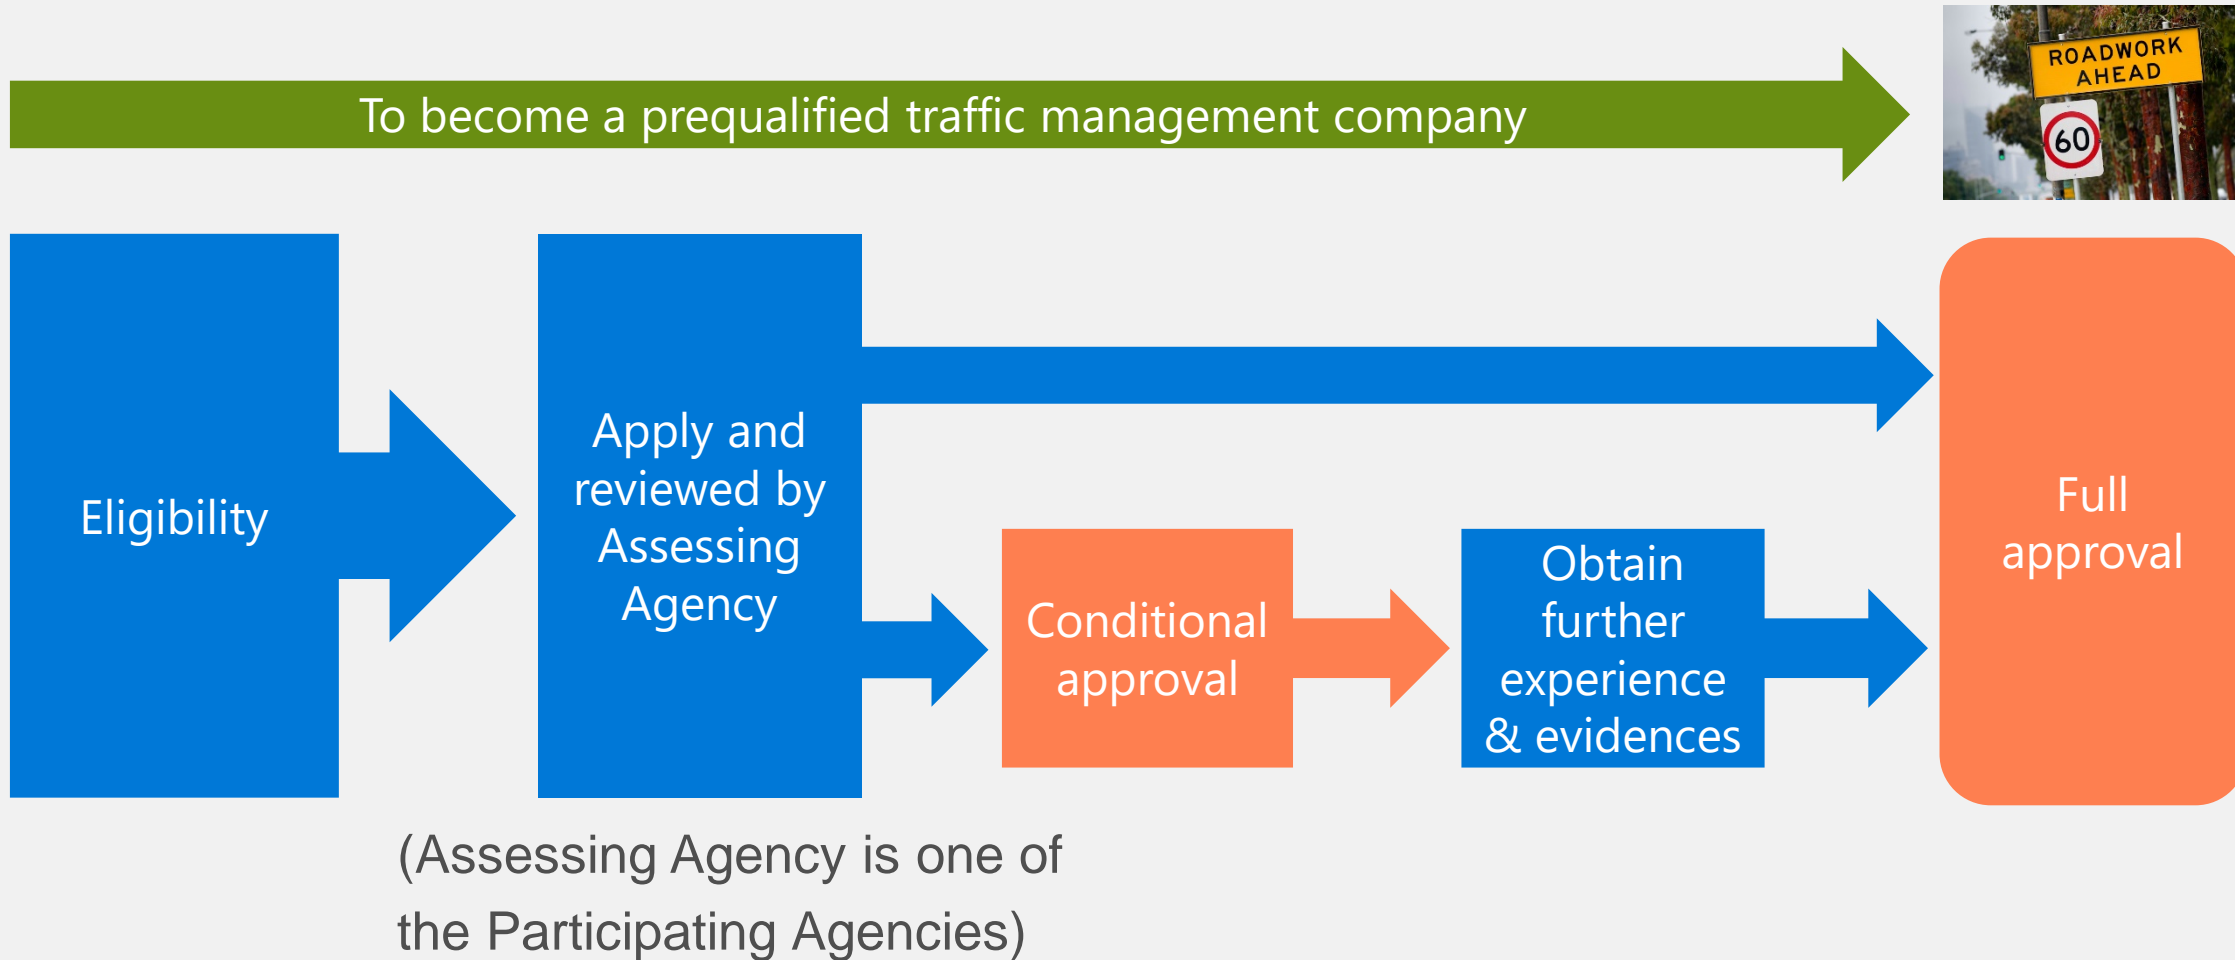 To become a prequalified traffic management company
ROADWORK
AHEAD
60
Eligibility
Apply and
reviewed by
Assessing
Agency
Conditional
approval
Obtain
further
experience
& evidences
Full
approval
(Assessing Agency is one of
the Participating Agencies)